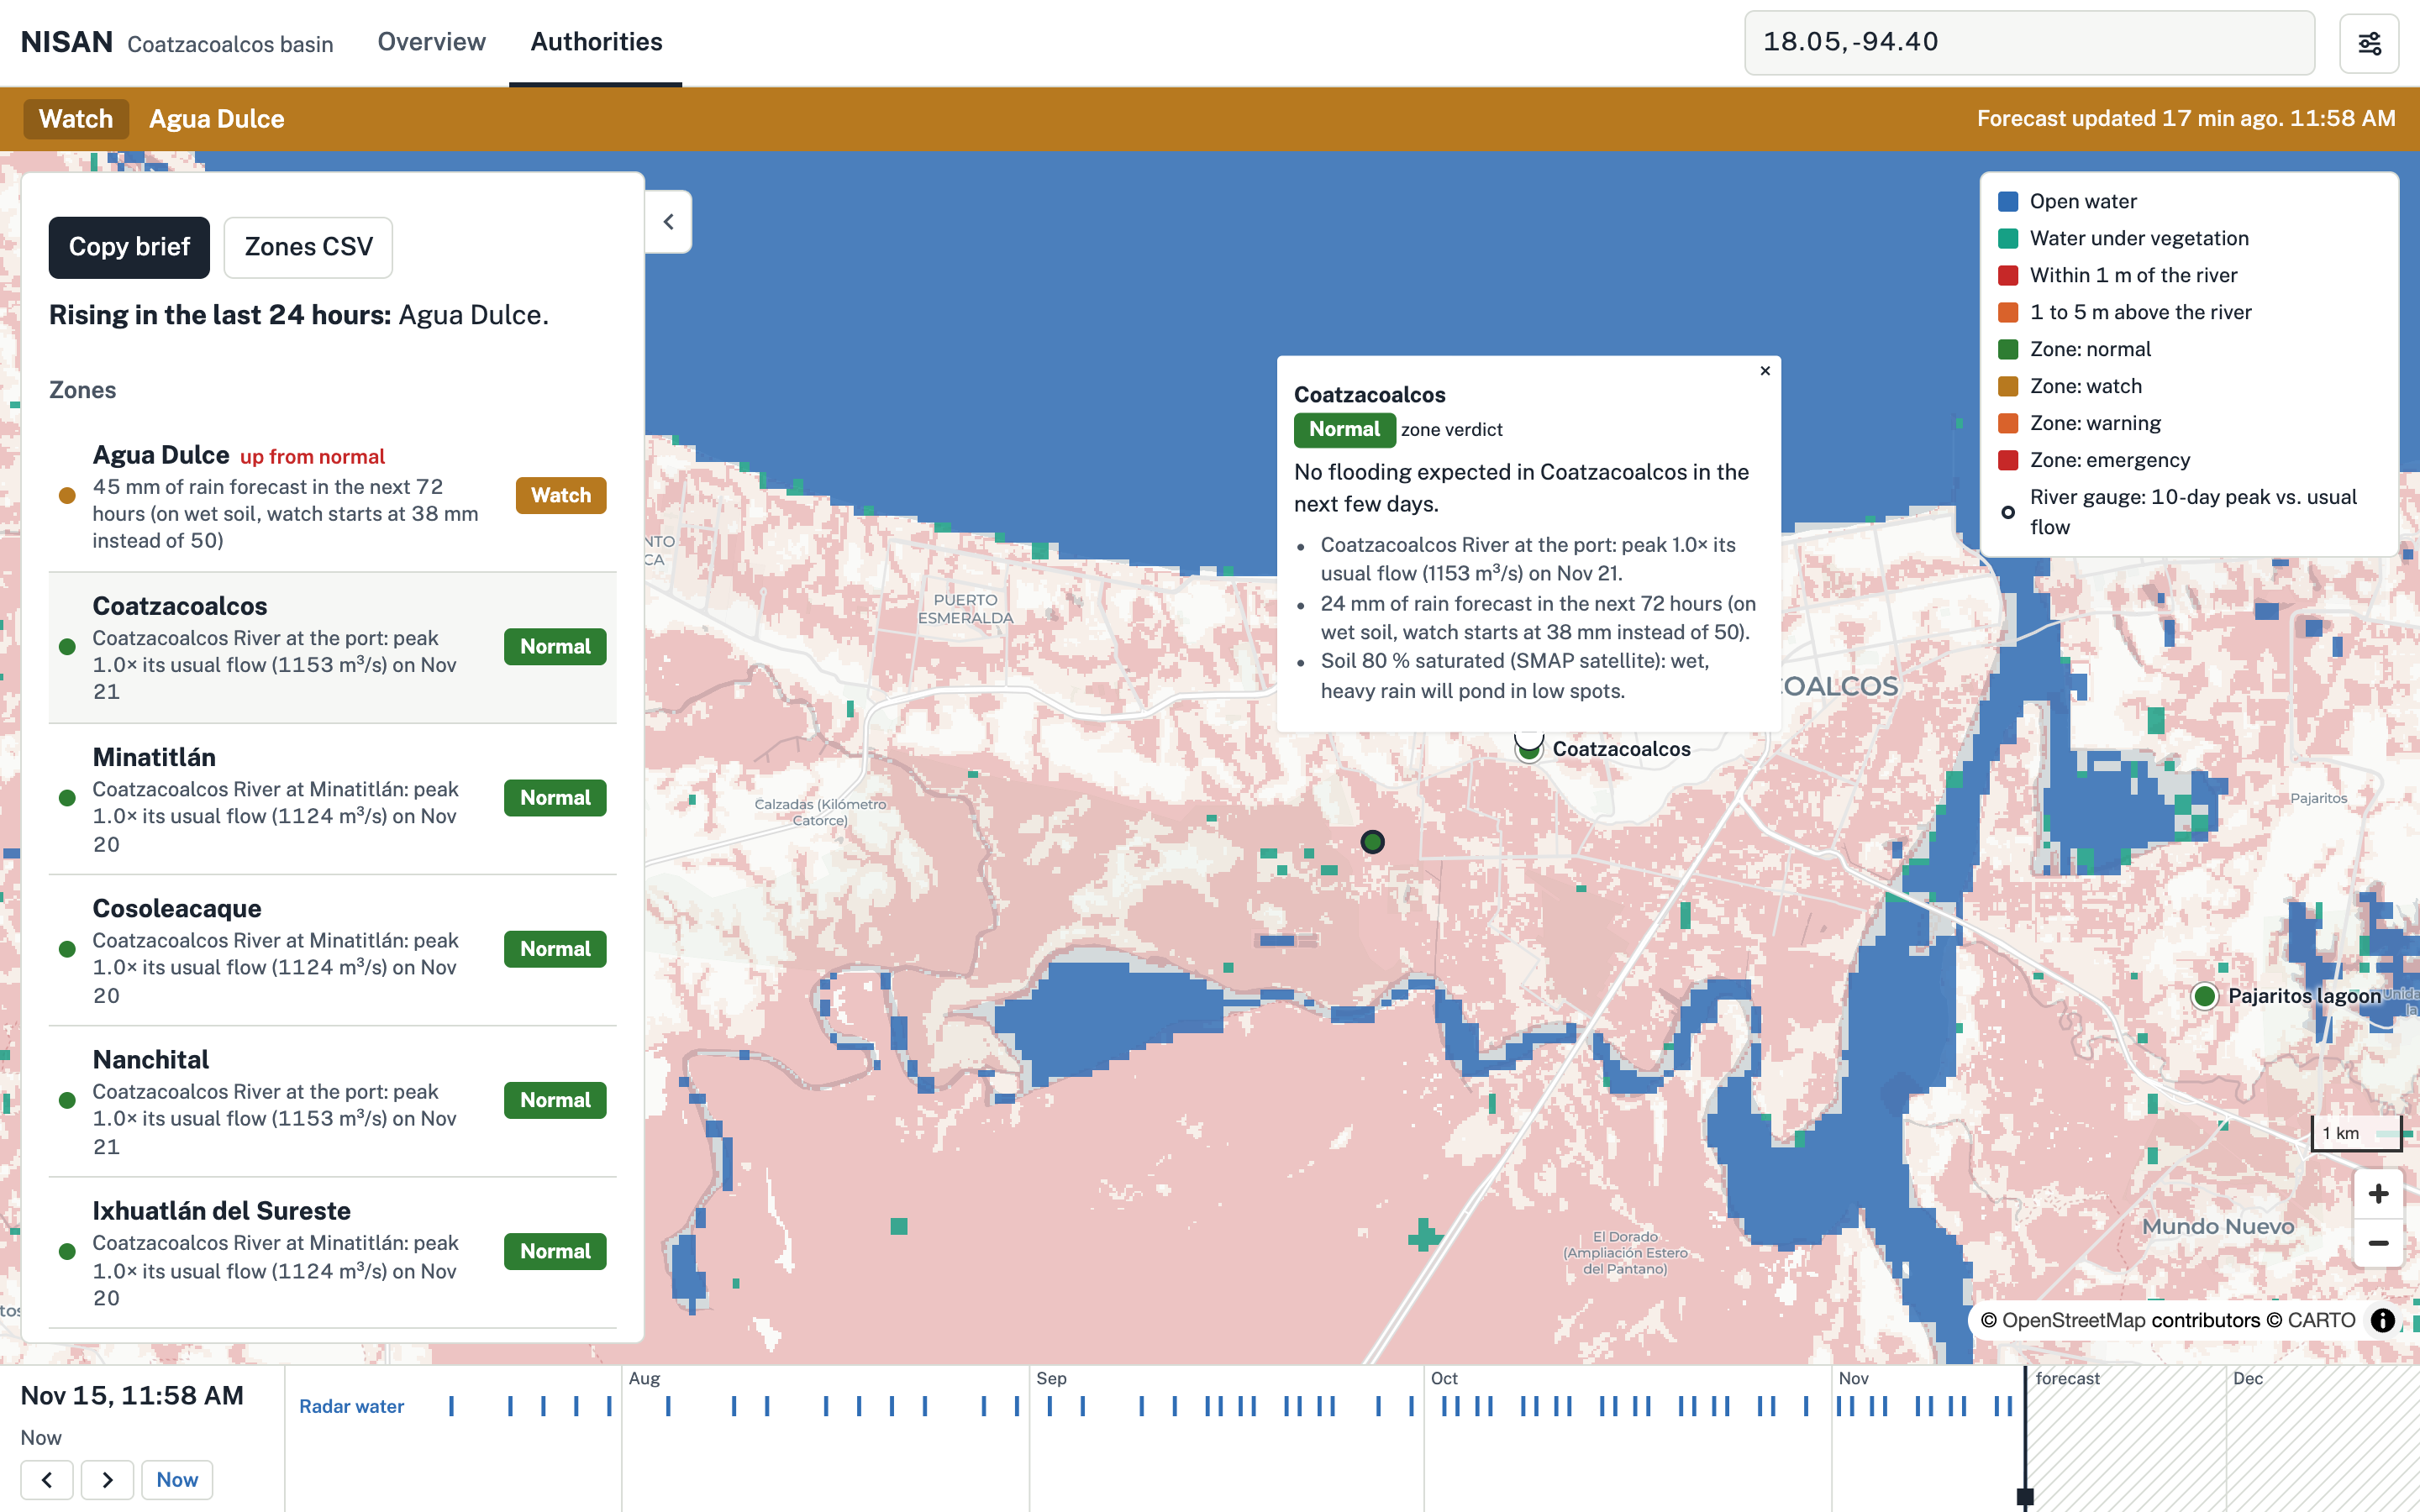 NISAN Coatzacoalcos basin Overview Authorities 18.05,-94.40
Watch Agua Dulce Forecast updated 17 min ago. 11:58 AM
Copy brief Zones CSV
Rising in the last 24 hours: Agua Dulce.
Zones
Agua Dulce up from normal
45 mm of rain forecast in the next 72
hours (on wet soil, watch starts at 38 mm
instead of 50)
Watch
Coatzacoalcos
Coatzacoalcos River at the port: peak
1.0× its usual flow (1153 m³/s) on Nov
21
Normal
Minatitlán
Coatzacoalcos River at Minatitlán: peak
1.0× its usual flow (1124 m³/s) on Nov
20
Normal
Cosoleacaque
Coatzacoalcos River at Minatitlán: peak
1.0× its usual flow (1124 m³/s) on Nov
20
Normal
Nanchital
Coatzacoalcos River at the port: peak
1.0× its usual flow (1153 m³/s) on Nov
21
Normal
Ixhuatlán del Sureste
Coatzacoalcos River at Minatitlán: peak
1.0× its usual flow (1124 m³/s) on Nov
20
Normal
Coatzacoalcos
Normal zone verdict
No flooding expected in Coatzacoalcos in the
next few days.
• Coatzacoalcos River at the port: peak 1.0× its
usual flow (1153 m³/s) on Nov 21.
• 24 mm of rain forecast in the next 72 hours (on
wet soil, watch starts at 38 mm instead of 50).
• Soil 80 % saturated (SMAP satellite): wet,
heavy rain will pond in low spots.
Open water
Water under vegetation
Within 1 m of the river
1 to 5 m above the river
Zone: normal
Zone: watch
Zone: warning
Zone: emergency
River gauge: 10-day peak vs. usual
flow
NTO
CA
PUERTO
ESMERALDA
OALCOS
Coatzacoalcos
Calzadas (Kilómetro
Catorce)
Pajaritos
Pajaritos lagoon
El Dorado
(Ampliación Estero
del Pantano)
Mundo Nuevo
1 km
© OpenStreetMap contributors © CARTO
Nov 15, 11:58 AM
Now
Now
Radar water
Aug
Sep
Oct
Nov
forecast
Dec